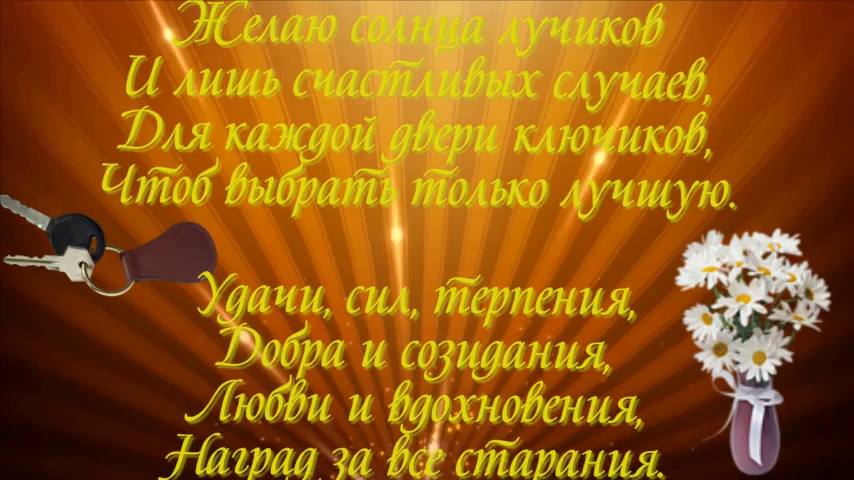 Желаю солнца лучиков
И лишь счастливых случаев,
Для каждой двери ключиков,
Чтоб выбрать только лучшую.
Удачи, сил, терпения,
Добра и созидания,
Любви и вдохновения,
Наград за все старания.